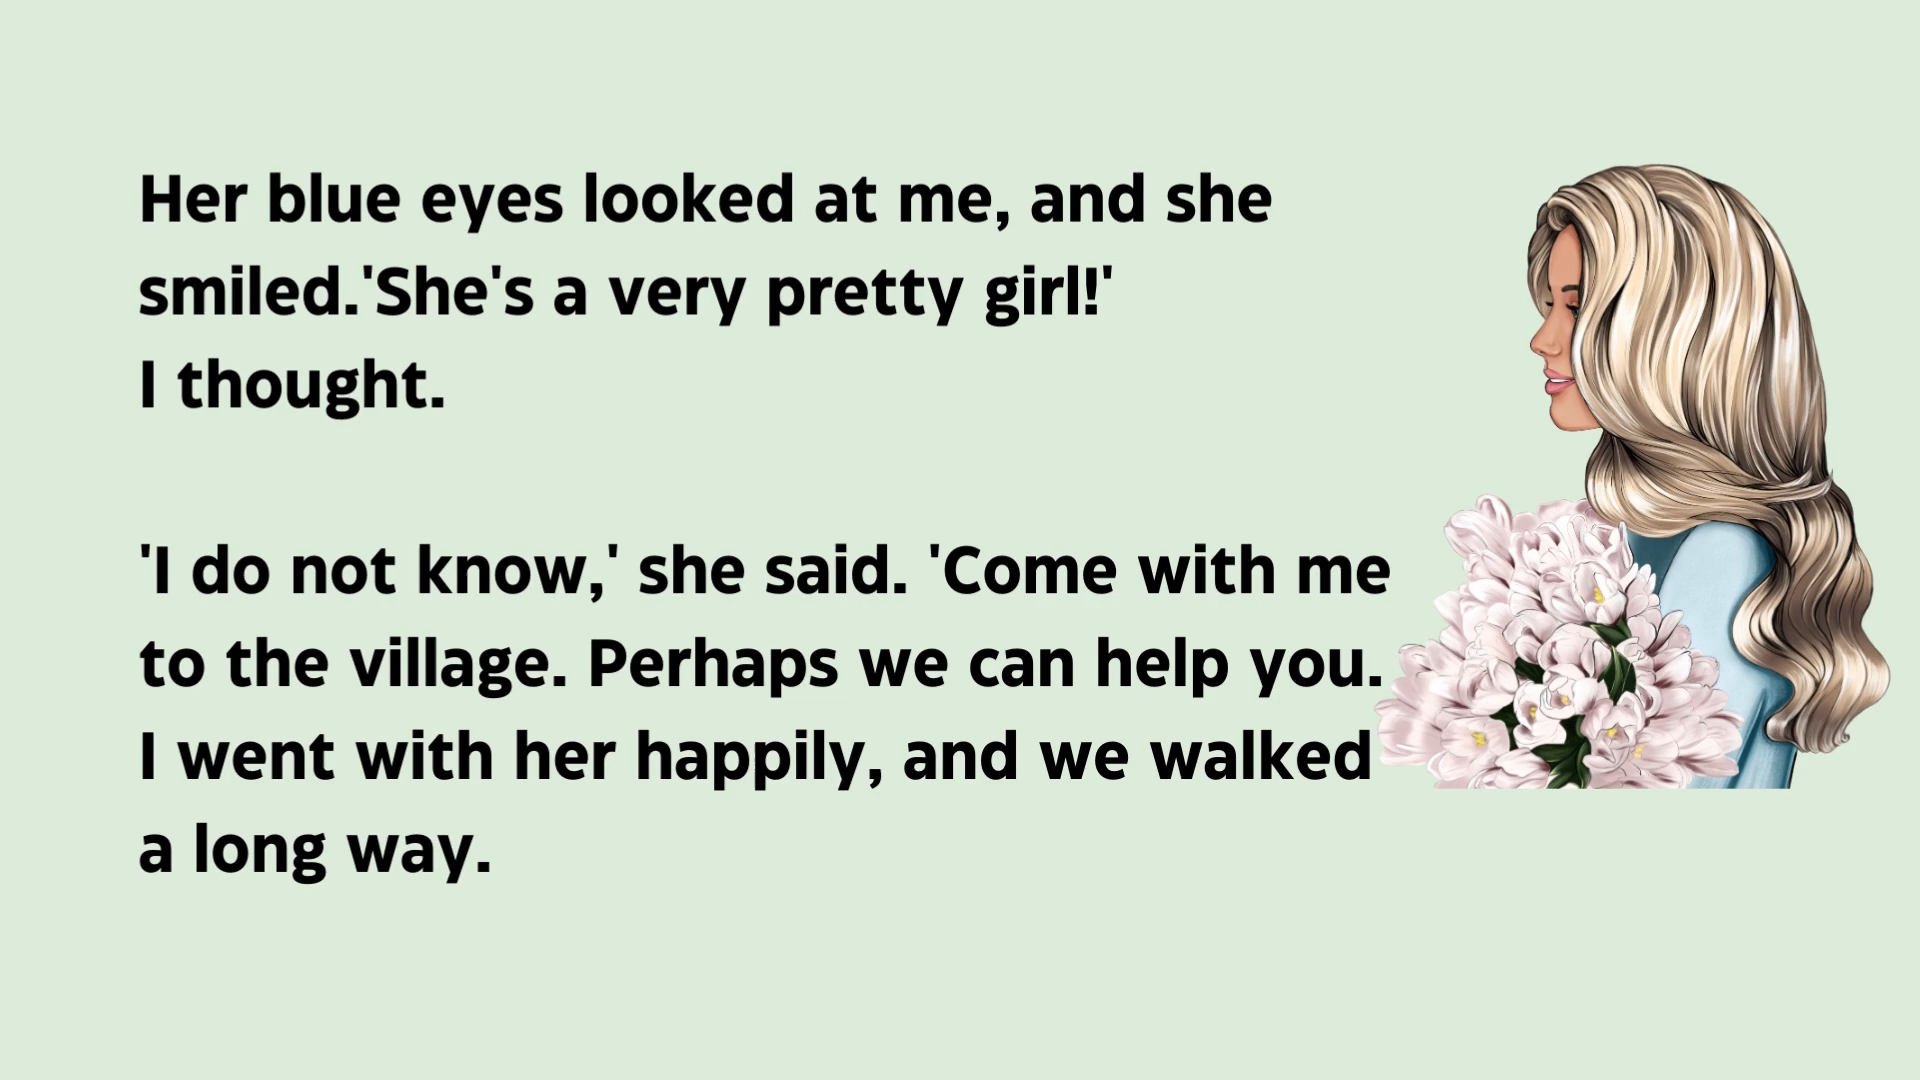 Her blue eyes looked at me, and she
smiled.'She's a very pretty girl!'
I thought.
'I do not know,' she said. 'Come with me
to the village. Perhaps we can help you.
I went with her happily, and we walked
a long way.